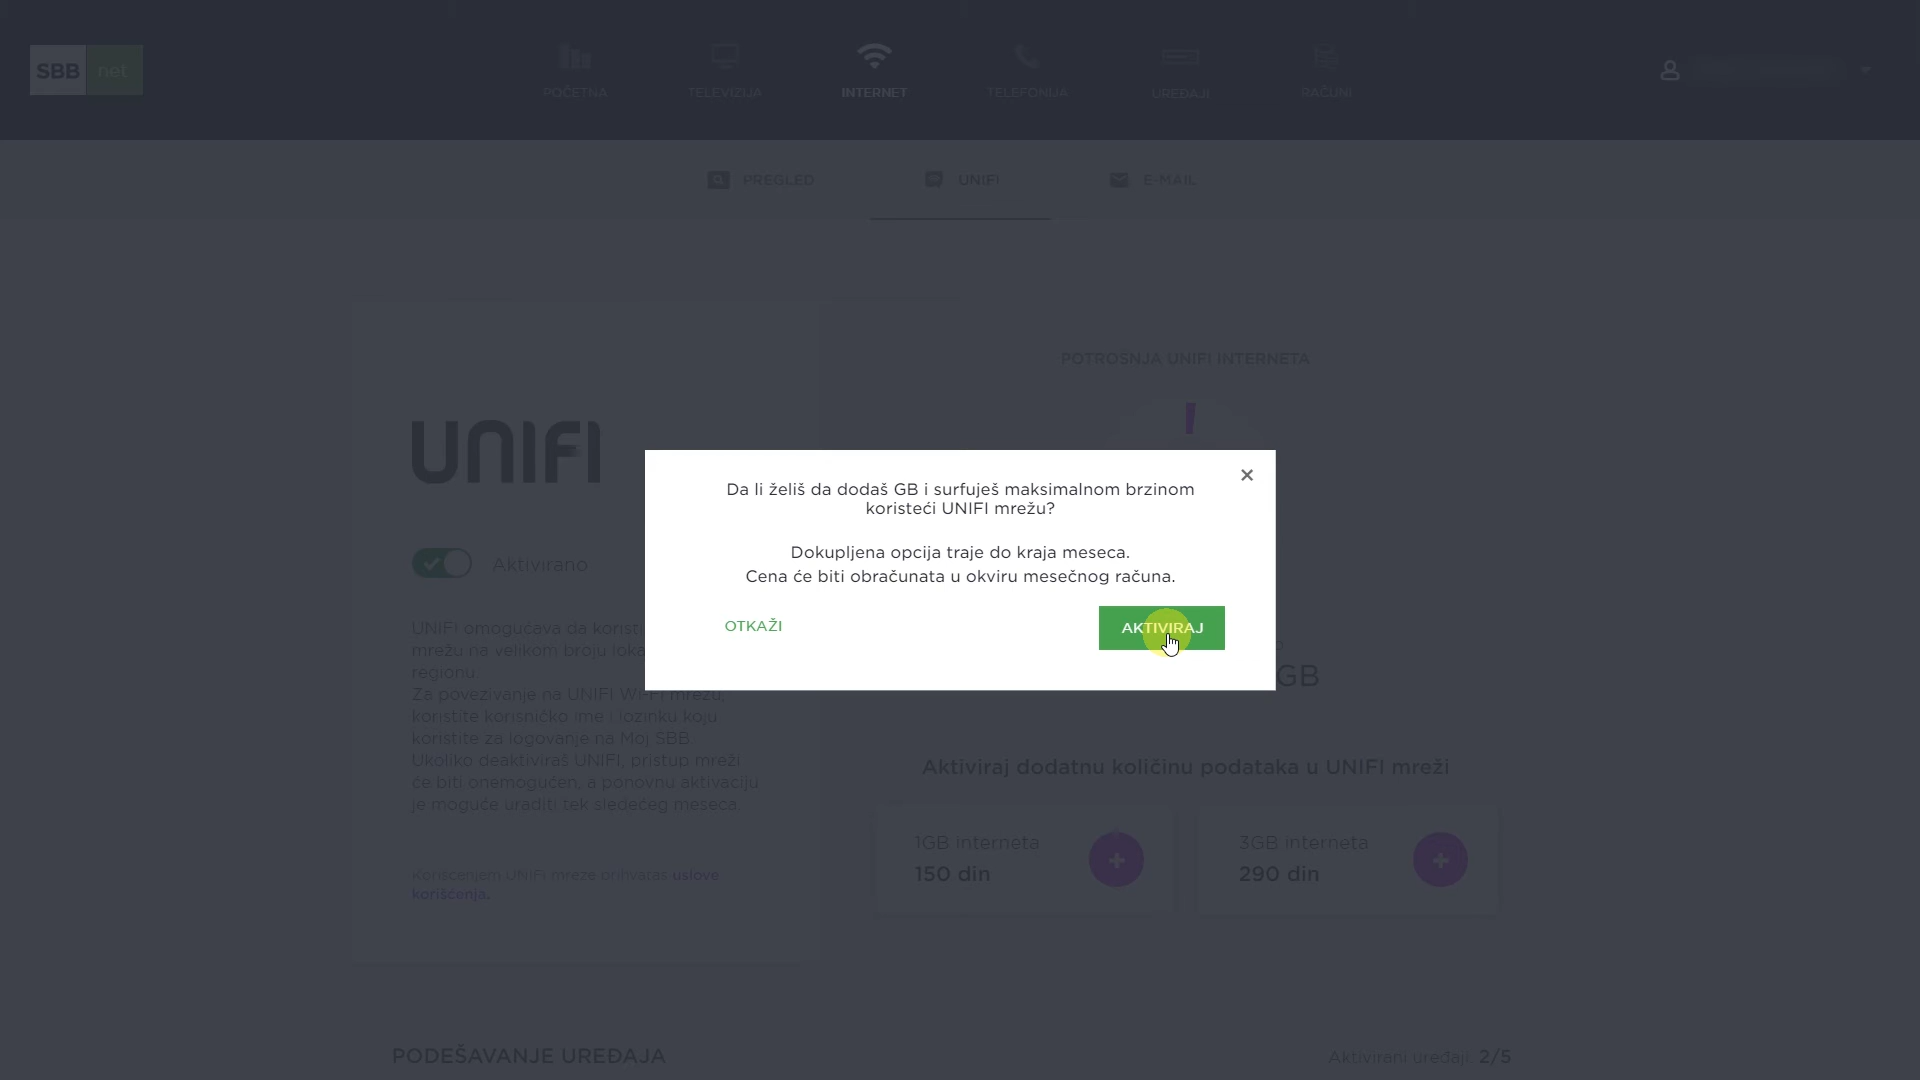 SBB net
POČETNA
TELEVIZIJA
INTERNET
TELEFONIJA
UREĐAJI
RAČUNI
PREGLED
UNIFI
E-MAIL
POTROŠNJA UNIFI INTERNETA
UNIFI
Aktivirano
UNIFI omogućava da
mrežu na velikom broju
regionu.
Za povezivanje na UNIFI Wi-Fi mrežu,
koristite korisničko ime i lozinku koju
koristite za logovanje na Moj SBB.
Ukoliko deaktiviraš UNIFI, pristup mreži
će biti onemogućen, a ponovnu aktivaciju
je moguće uraditi tek sledećeg meseca.
Korišćenjem UNIFI mreže prihvataš uslove
korišćenja.
Da li želiš da dodaš GB i surfuješ maksimalnom brzinom
koristeći UNIFI mrežu?
Dokupljena opcija traje do kraja meseca.
Cena će biti obračunata u okviru mesečnog računa.
OTKAŽI
AKTIVIRAJ
GB
Aktiviraj dodatnu količinu podataka u UNIFI mreži
1GB interneta
150 din
3GB interneta
290 din
PODEŠAVANJE UREĐAJA
Aktivirani uređaji 2/5